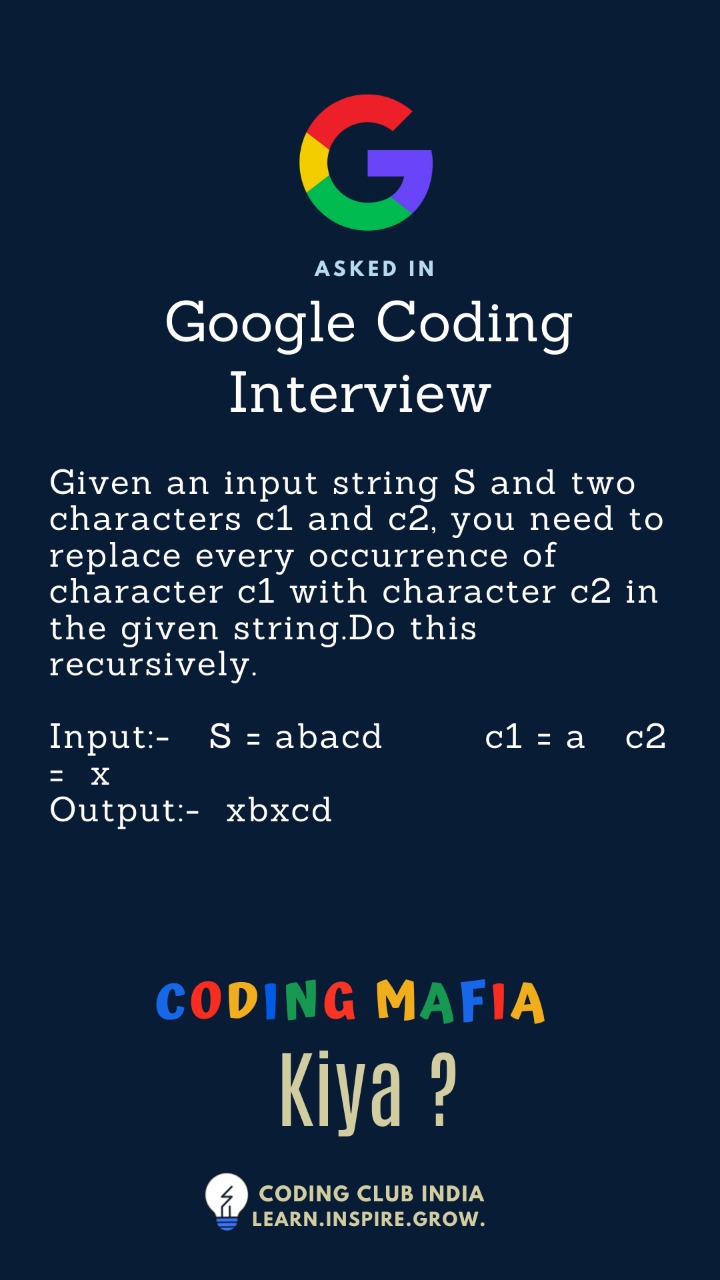 ASKED IN
Google Coding
Interview
Given an input string S and two
characters c1 and c2, you need to
replace every occurrence of
character c1 with character c2 in
the given string.Do this
recursively.
Input:- S = abacd c1 = a c2
= x
Output:- xbxcd
CODING MAFIA
Kiya ?
CODING CLUB INDIA
LEARN.INSPIRE.GROW.